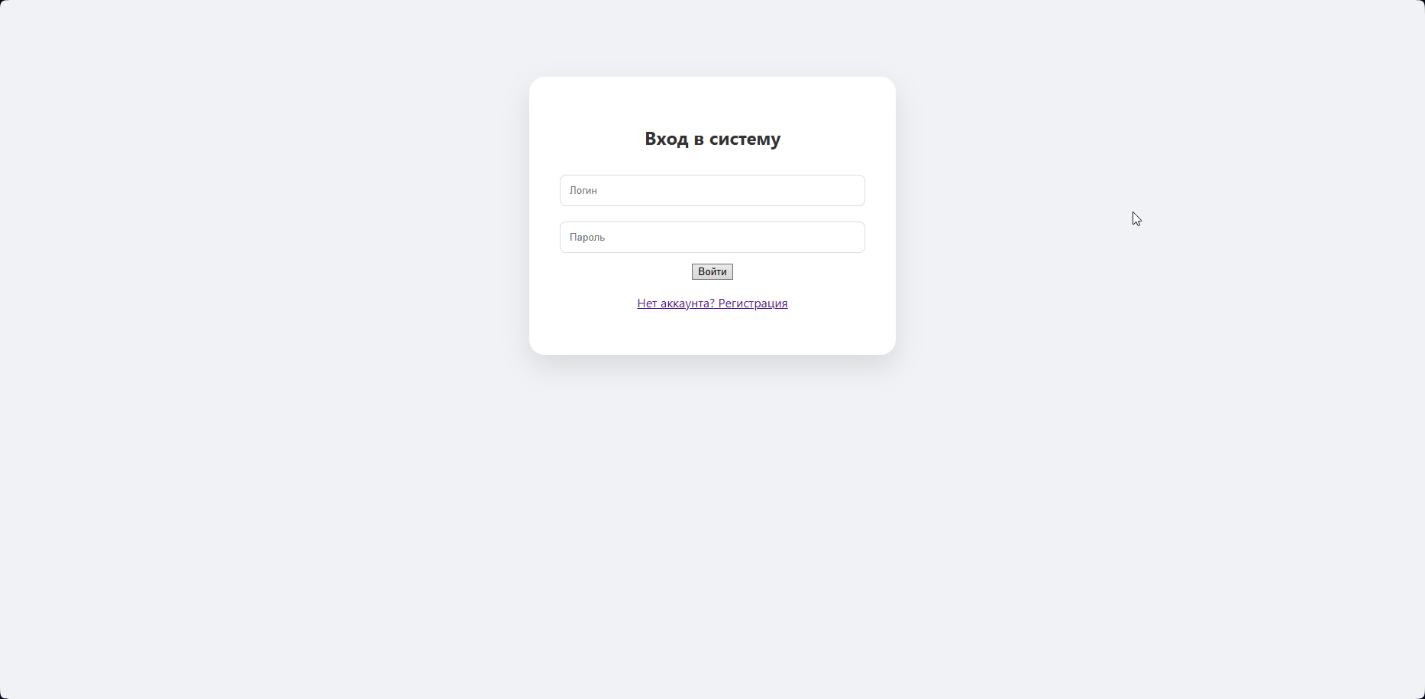 Вход в систему
Логин
Пароль
Войти
Нет аккаунта? Регистрация